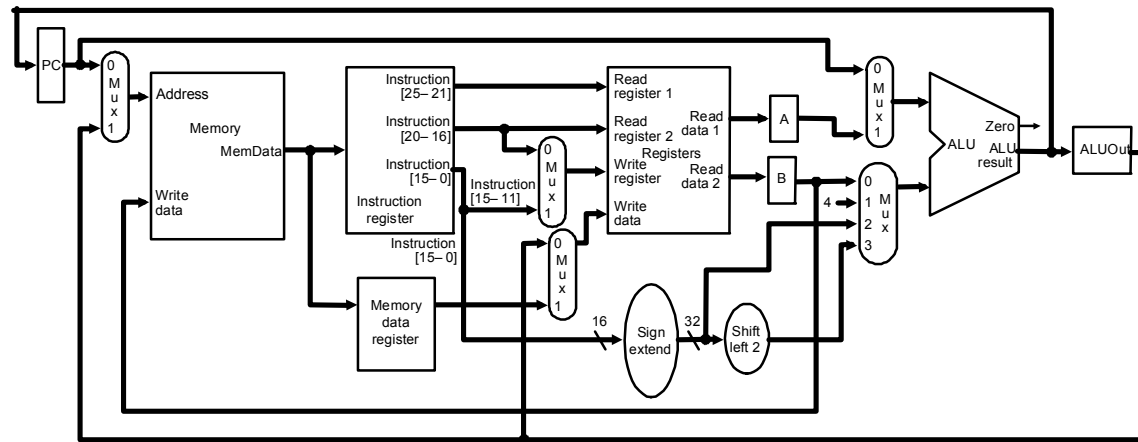 PC
0
M
u
x
1
Address
Memory
MemData
Write
data
Instruction
[25– 21]
Instruction
[20– 16]
Instruction
[15– 0]
Instruction
register
Instruction
[15– 11]
Instruction
[15– 0]
Memory
data
register
0
M
u
x
1
0
M
u
x
1
Read
register 1
Read
register 2
Registers
Write
register
Write
data
Read
data 1
Read
data 2
16
Sign
extend
32
Shift
left 2
A
B
4
0
M
u
x
1
0
1
2
3
M
u
x
Zero
ALU
ALU
result
ALUOut